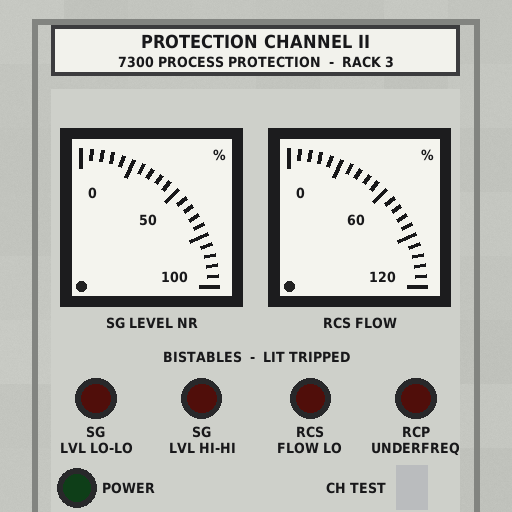 PROTECTION CHANNEL II
7300 PROCESS PROTECTION - RACK 3
%
0
50
100
SG LEVEL NR
%
0
60
120
RCS FLOW
BISTABLES - LIT TRIPPED
SG
LVL LO-LO
SG
LVL HI-HI
RCS
FLOW LO
RCP
UNDERFREQ
POWER
CH TEST